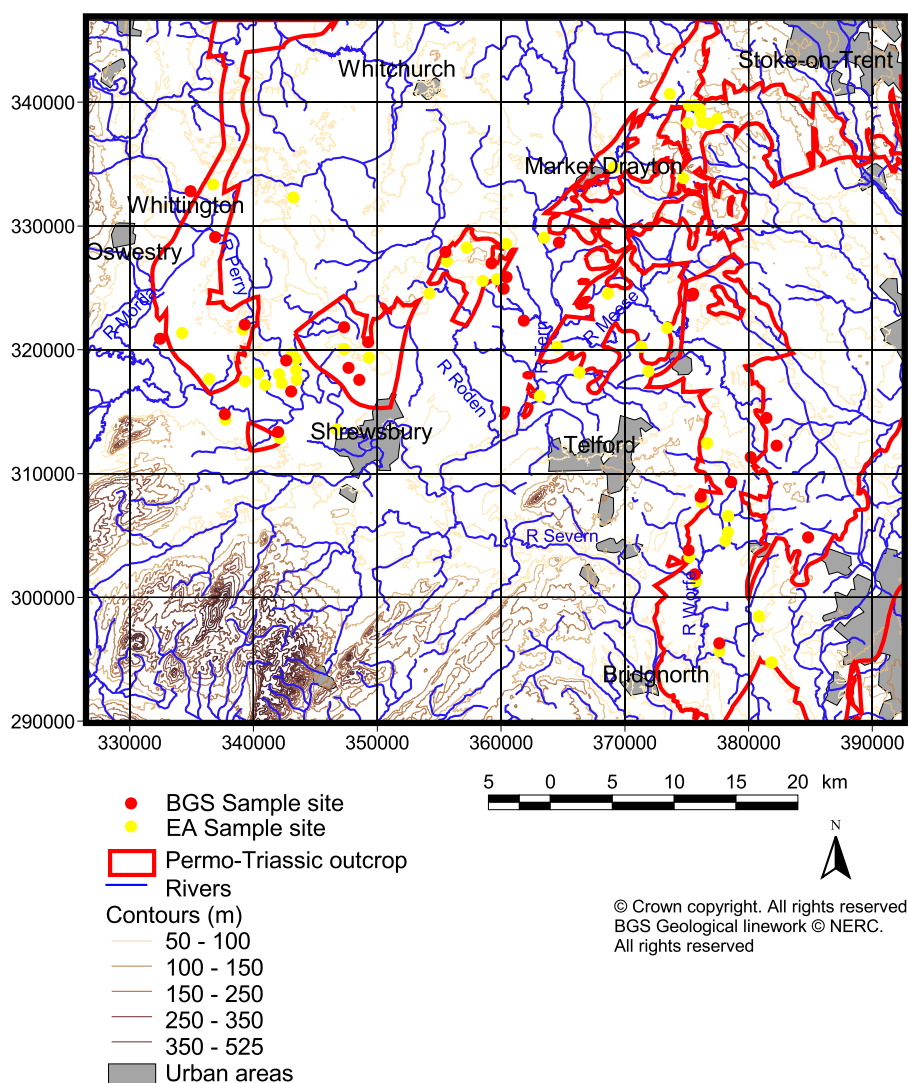 Stoke-on-Trent
Whitchurch
340000
Market Drayton
Whittington
330000
Oswestry
R Perry
R Morda
R Meese
R Tern
320000
R Roden
Shrewsbury
Telford
310000
R Severn
300000
R Worfe
Bridgnorth
290000
330000 340000 350000 360000 370000 380000 390000
5 0 5 10 15 20 km
BGS Sample site
EA Sample site
N
Permo-Triassic outcrop
Rivers
© Crown copyright. All rights reserved
BGS Geological linework © NERC.
All rights reserved
Contours (m)
50 - 100
100 - 150
150 - 250
250 - 350
350 - 525
Urban areas